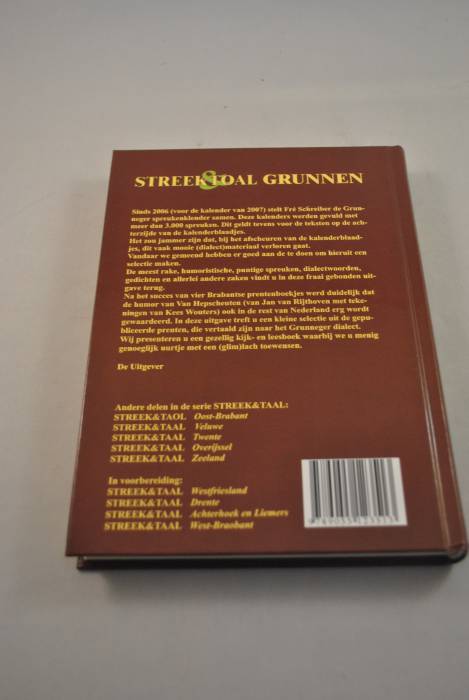 STREEK&TOAL GRUNNEN
Sinds 2006 (voor de kalender van 2007) stelt Fré Schreiber de Grun-
neger spreukenklender samen. Deze kalenders werden gevuld met
meer dan 3.000 spreuken. Dit geldt tevens voor de teksten op de ach-
terzijde van de kalenderblaadjes.
Het zou jammer zijn dat, bij het afscheuren van de kalenderblaad-
jes, dit vaak mooie (dialect)materiaal verloren gaat.
Vandaar we gemeend hebben er goed aan de te doen om hieruit een
selectie maken.
De meest rake, humoristische, puntige spreuken, dialectwoorden,
gedichten en allerlei andere zaken vindt u in deze fraai gebonden uit-
gave terug.
Na het succes van vier Brabantse prentenboekjes werd duidelijk dat
de humor van Van Hepscheuten (van Jan van Rijthoven met teke-
ningen van Kees Wouters) ook in de rest van Nederland erg wordt
gewaardeerd. In deze uitgave treft u een kleine selectie uit de gepu-
bliceerde prenten, die vertaald zijn naar het Grunneger dialect.
Wij presenteren u een gezellig kijk- en leesboek waarbij we u menig
genoeglijk uurtje met een (glim)lach toewensen.
De Uitgever
Andere delen in de serie STREEK&TAAL:
STREEK&TAOL Oost-Brabant
STREEK&TAAL Veluwe
STREEK&TAAL Twente
STREEK&TAAL Overijssel
STREEK&TAAL Zeeland
In voorbereiding:
STREEK&TAAL Westfriesland
STREEK&TAAL Drente
STREEK&TAAL Achterhoek en Liemers
STREEK&TAAL West-Braobant